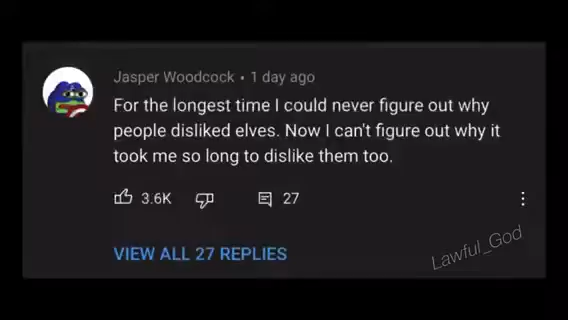 Jasper Woodcock • 1 day ago
For the longest time I could never figure out why
people disliked elves. Now I can't figure out why it
took me so long to dislike them too.
3.6K 27
VIEW ALL 27 REPLIES
Lawful_God